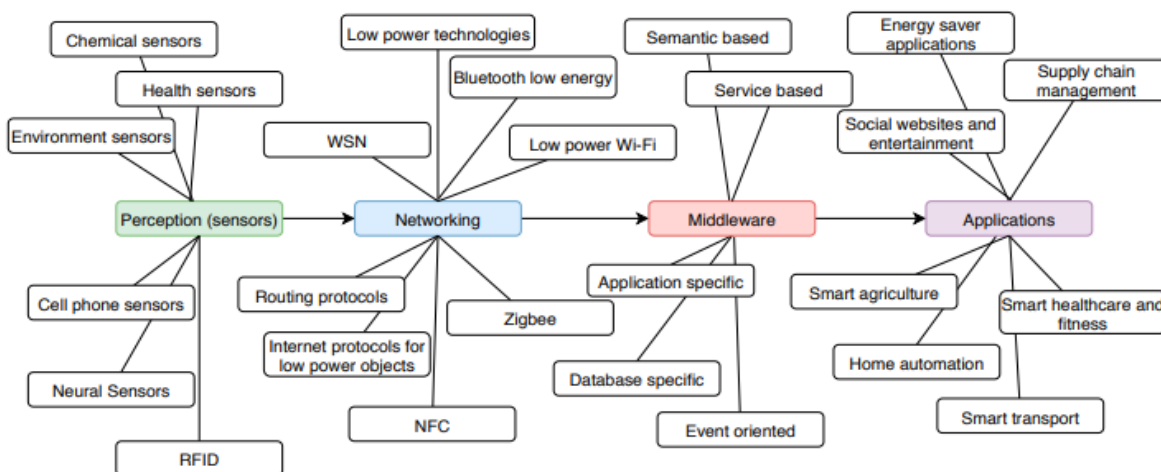 Chemical sensors
Health sensors
Environment sensors
Low power technologies
Bluetooth low energy
WSN
Low power Wi-Fi
Semantic based
Service based
Energy saver
applications
Supply chain
management
Social websites and
entertainment
Perception (sensors)
Networking
Middleware
Applications
Cell phone sensors
Neural Sensors
RFID
Routing protocols
Zigbee
Internet protocols for
low power objects
NFC
Application specific
Database specific
Event oriented
Smart agriculture
Smart healthcare and
fitness
Home automation
Smart transport